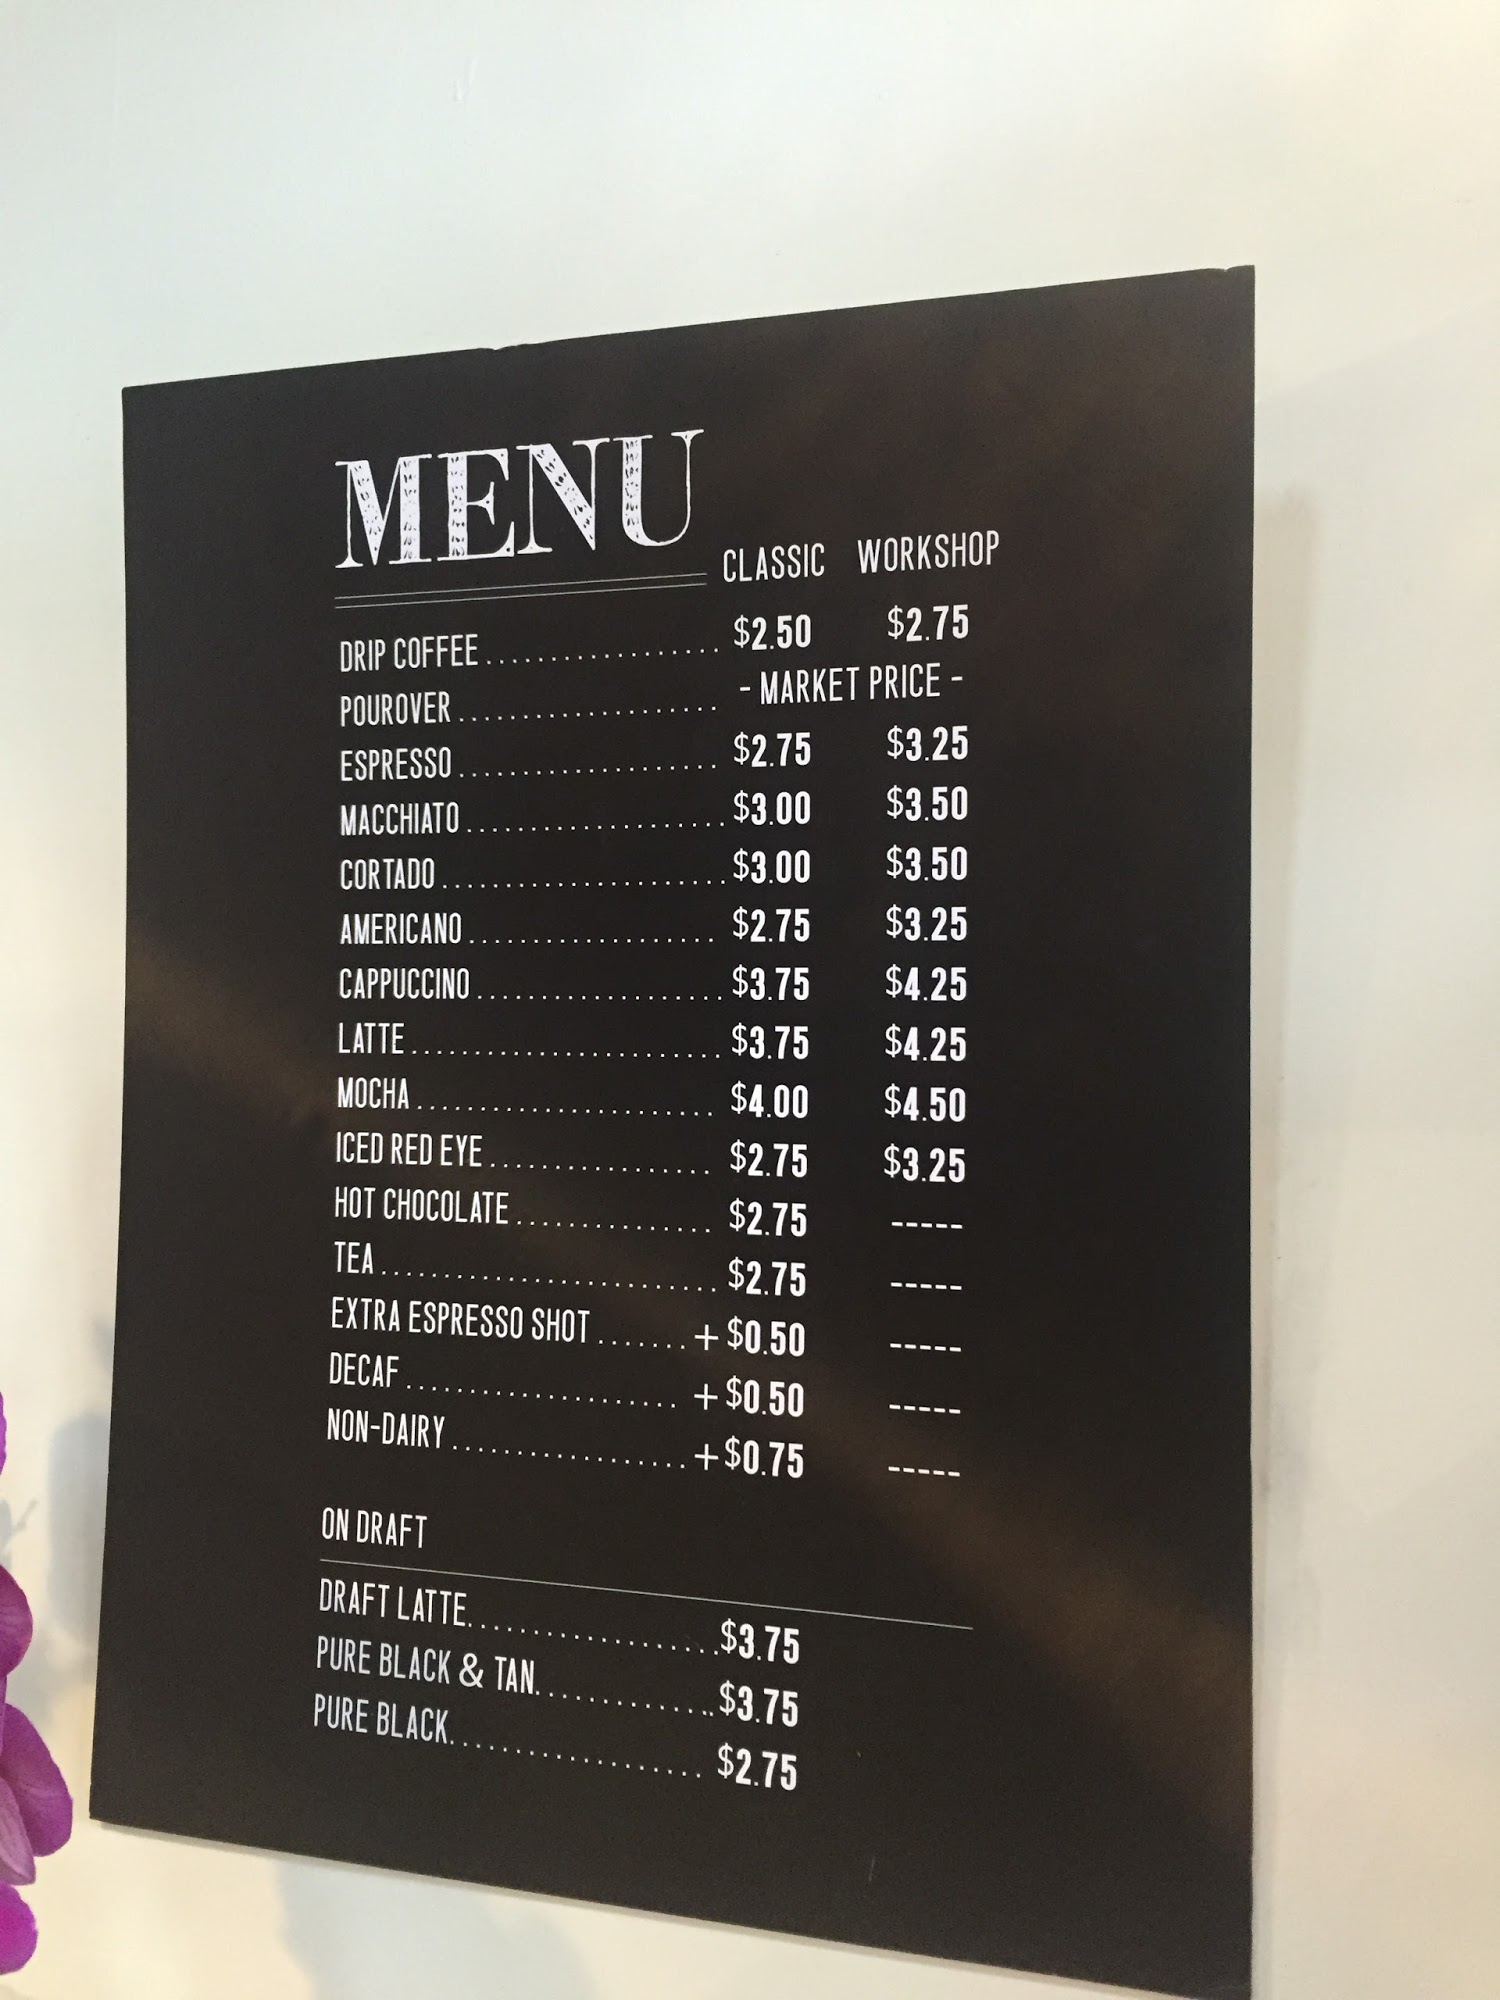 MENU
CLASSIC WORKSHOP
DRIP COFFEE ................... $2.50 $2.75
POUROVER ..................... - MARKET PRICE -
ESPRESSO ..................... $2.75 $3.25
MACCHIATO ..................... $3.00 $3.50
CORTADO ....................... $3.00 $3.50
AMERICANO .................... $2.75 $3.25
CAPPUCCINO .................... $3.75 $4.25
LATTE ......................... $3.75 $4.25
MOCHA ........................ $4.00 $4.50
ICED RED EYE .................. $2.75 $3.25
HOT CHOCOLATE ................ $2.75 -----
TEA ........................... $2.75 -----
EXTRA ESPRESSO SHOT ....... + $0.50 -----
DECAF ...................... + $0.50 -----
NON-DAIRY ................... + $0.75 -----
ON DRAFT
DRAFT LATTE .................... $3.75
PURE BLACK & TAN ............... $3.75
PURE BLACK ..................... $2.75